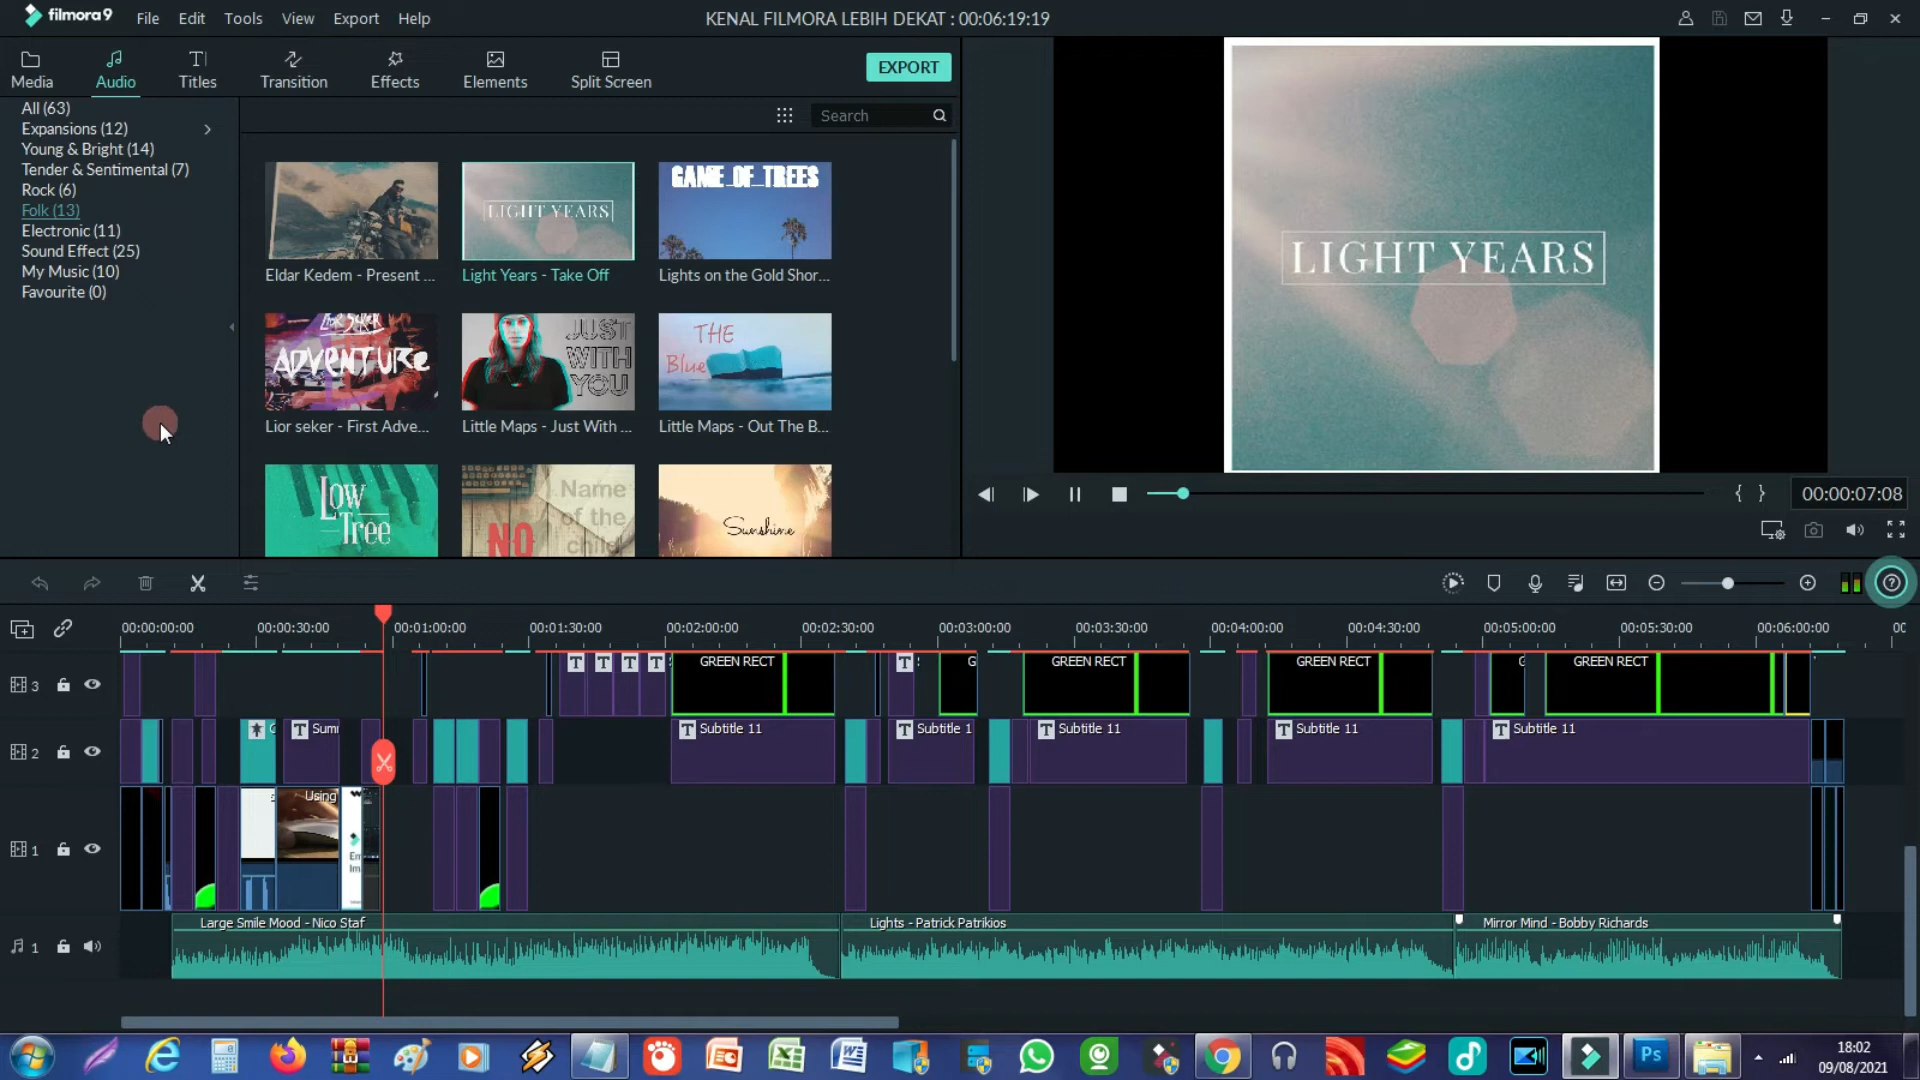 filmora9 File Edit Tools View Export Help KENAL FILMORA LEBIH DEKAT : 00:06:19:19
Media Audio Titles Transition Effects Elements Split Screen EXPORT
All (63)
Expansions (12)
Young & Bright (14)
Tender & Sentimental (7)
Rock (6)
Folk (13)
Electronic (11)
Sound Effect (25)
My Music (10)
Favourite (0)
Search
LIGHT YEARS
GAME OF TREES
Eldar Kedem - Present ...
Light Years - Take Off
Lights on the Gold Shor...
LIOR SEKER
ADVENTURE
JUST
WITH
YOU
THE
Blue
Lior seker - First Adve...
Little Maps - Just With ...
Little Maps - Out The B...
Low
Tree
NO
Name
of the
child
Sunshine
LIGHT YEARS
00:00:07:08
00:00:00:00 00:00:30:00 00:01:00:00 00:01:30:00 00:02:00:00 00:02:30:00 00:03:00:00 00:03:30:00 00:04:00:00 00:04:30:00 00:05:00:00 00:05:30:00 00:06:00:00 00
3 T T T T GREEN RECT T G GREEN RECT GREEN RECT GREEN RECT
2 T Sum T Subtitle 11 T Subtitle 1 T Subtitle 11 T Subtitle 11 T Subtitle 11
1 Using
Em
Im
1 Large Smile Mood - Nico Staf Lights - Patrick Patrikios Mirror Mind - Bobby Richards
Ps
18:02
09/08/2021